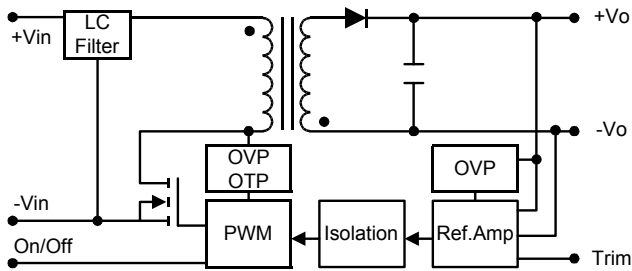 +Vin
LC
Filter
+Vo
-Vo
OVP
OTP
OVP
-Vin
On/Off
PWM
Isolation
Ref.Amp
Trim